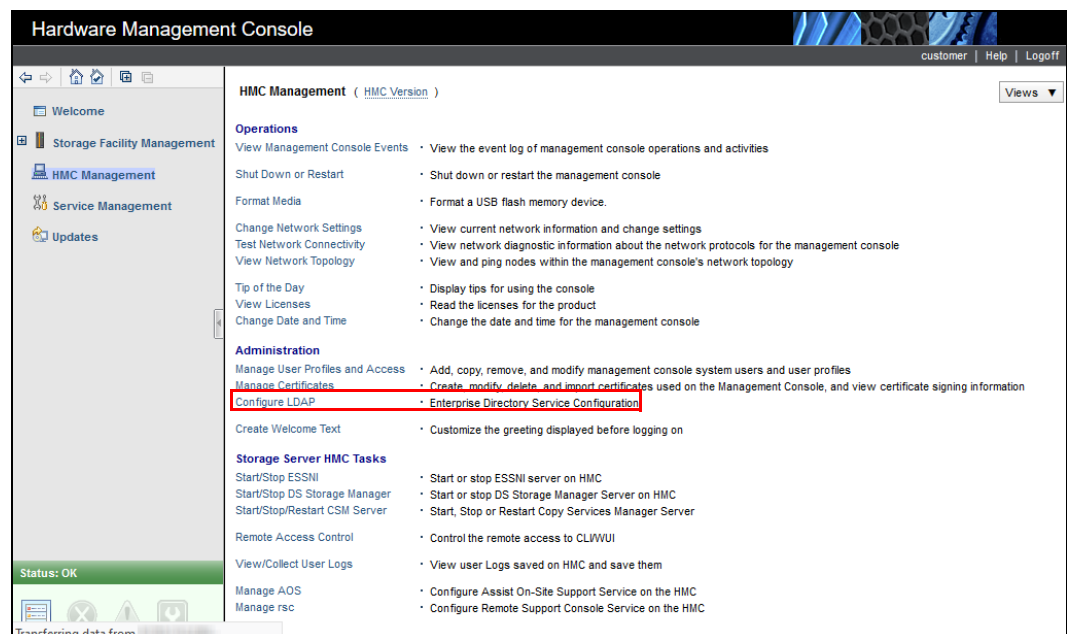 Hardware Management Console
customer | Help | Logoff
Welcome
Storage Facility Management
HMC Management
Service Management
Updates
Status: OK
Transferring data from
HMC Management ( HMC Version )
Views ▼
Operations
View Management Console Events · View the event log of management console operations and activities
Shut Down or Restart · Shut down or restart the management console
Format Media · Format a USB flash memory device.
Change Network Settings · View current network information and change settings
Test Network Connectivity · View network diagnostic information about the network protocols for the management console
View Network Topology · View and ping nodes within the management console's network topology
Tip of the Day · Display tips for using the console
View Licenses · Read the licenses for the product
Change Date and Time · Change the date and time for the management console
Administration
Manage User Profiles and Access · Add, copy, remove, and modify management console system users and user profiles
Manage Certificates · Create, modify, delete, and import certificates used on the Management Console, and view certificate signing information
Configure LDAP · Enterprise Directory Service Configuration
Create Welcome Text · Customize the greeting displayed before logging on
Storage Server HMC Tasks
Start/Stop ESSNI · Start or stop ESSNI server on HMC
Start/Stop DS Storage Manager · Start or stop DS Storage Manager Server on HMC
Start/Stop/Restart CSM Server · Start, Stop or Restart Copy Services Manager Server
Remote Access Control · Control the remote access to CLI/WUI
View/Collect User Logs · View user Logs saved on HMC and save them
Manage AOS · Configure Assist On-Site Support Service on the HMC
Manage rsc · Configure Remote Support Console Service on the HMC